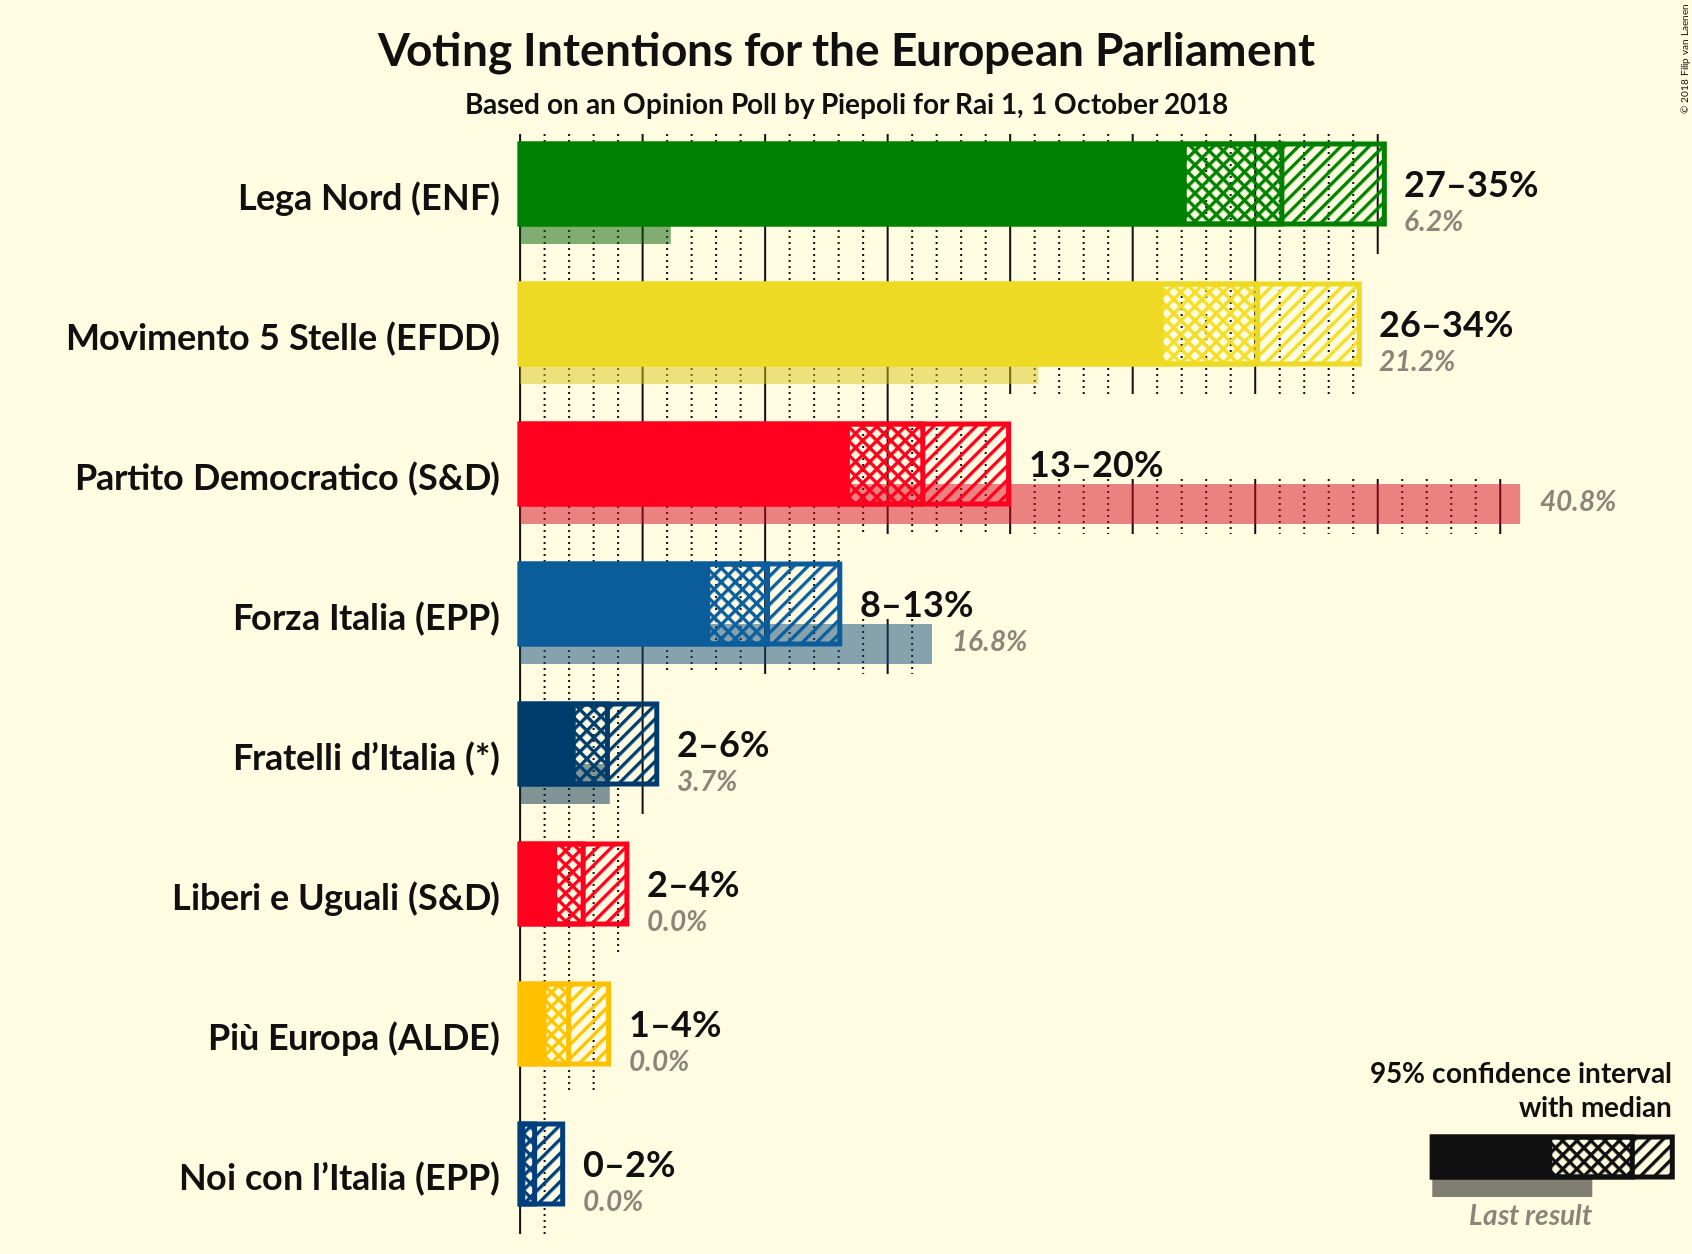 Voting Intentions for the European Parliament
Based on an Opinion Poll by Piepoli for Rai 1, 1 October 2018
© 2018 Filip van Laenen
Lega Nord (ENF)
27–35%
6.2%
Movimento 5 Stelle (EFDD)
26–34%
21.2%
Partito Democratico (S&D)
13–20%
40.8%
Forza Italia (EPP)
8–13%
16.8%
Fratelli d’Italia (*)
2–6%
3.7%
Liberi e Uguali (S&D)
2–4%
0.0%
Più Europa (ALDE)
1–4%
0.0%
Noi con l’Italia (EPP)
0–2%
0.0%
95% confidence interval
with median
Last result